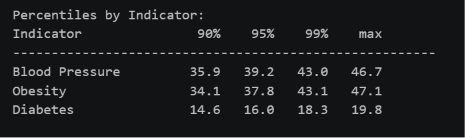 Percentiles by Indicator:
Indicator 90% 95% 99% max
------------------------------------------------------
Blood Pressure 35.9 39.2 43.0 46.7
Obesity 34.1 37.8 43.1 47.1
Diabetes 14.6 16.0 18.3 19.8